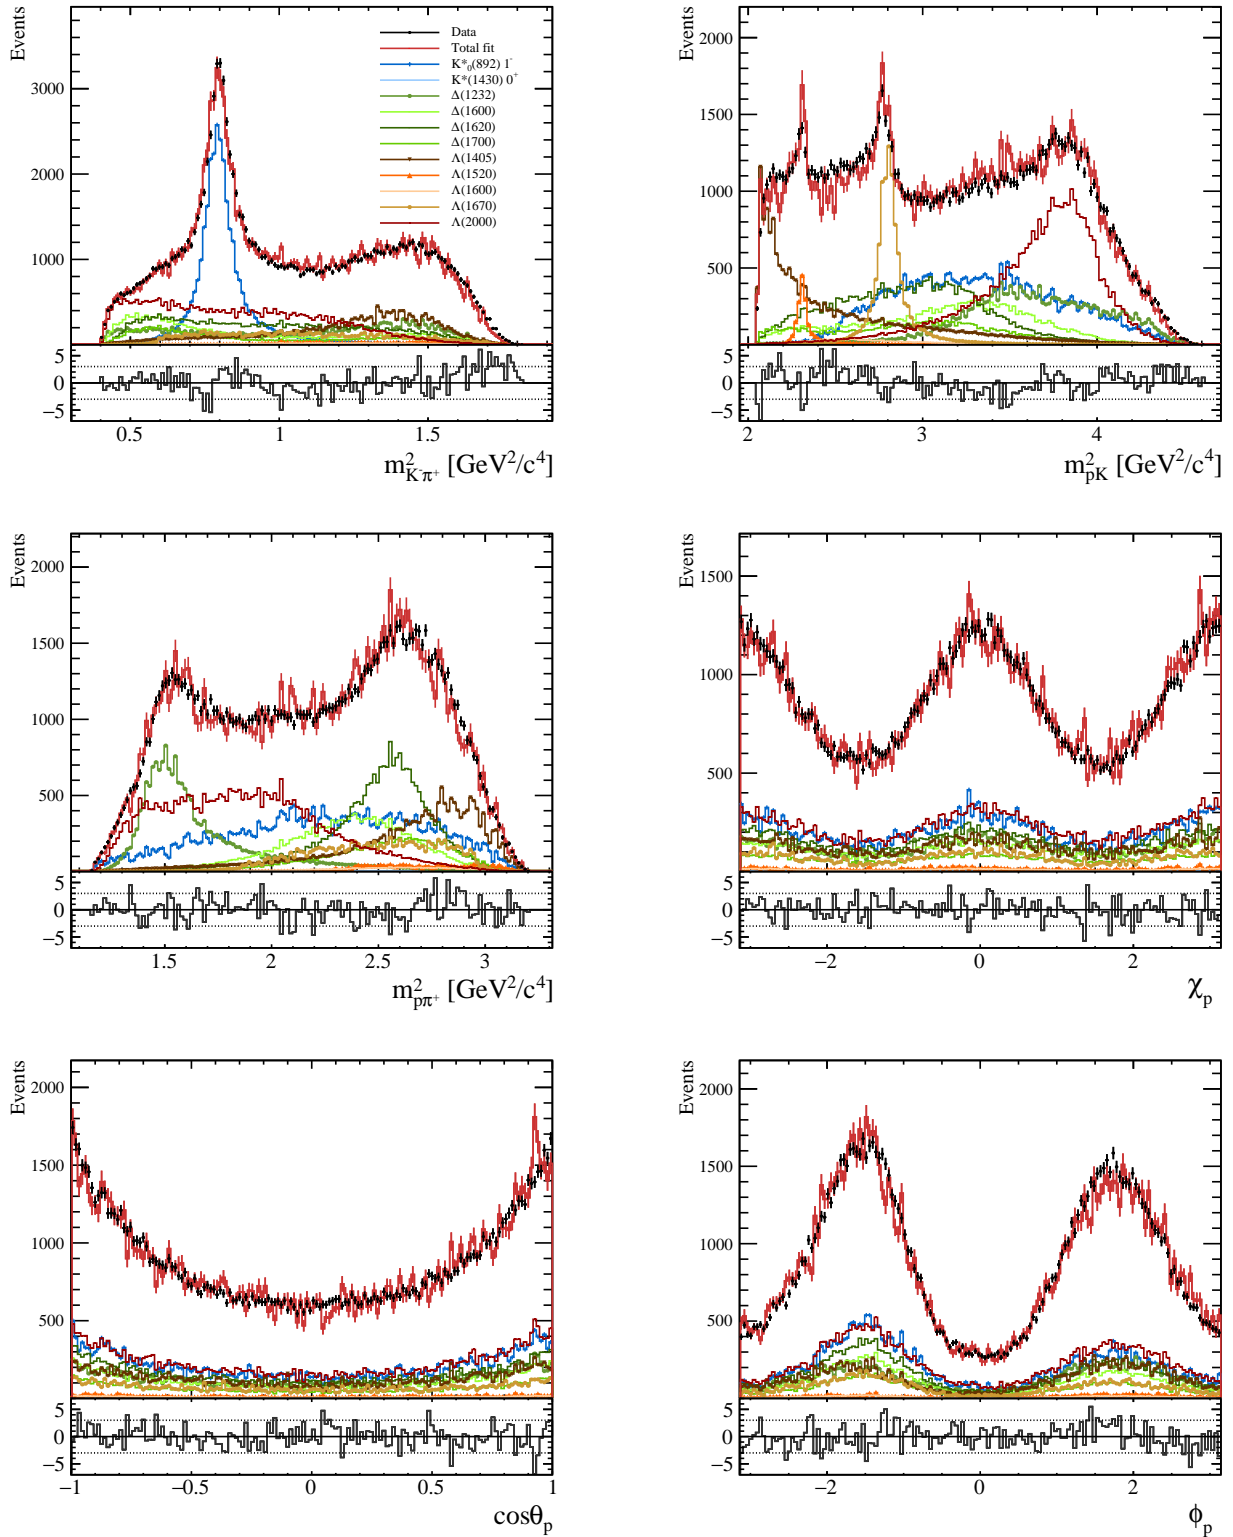 Events
3000
2000
1000
Data
Total fit
K*₀(892) 1⁻
K*(1430) 0⁺
Δ(1232)
Δ(1600)
Δ(1620)
Δ(1700)
Λ(1405)
Λ(1520)
Λ(1600)
Λ(1670)
Λ(2000)
5
0
−5
0.5 1 1.5
m²K⁻π⁺ [GeV²/c⁴]
Events
2000
1500
1000
500
5
0
−5
2 3 4
m²pK [GeV²/c⁴]
Events
2000
1500
1000
500
5
0
−5
1.5 2 2.5 3
m²pπ⁺ [GeV²/c⁴]
Events
1500
1000
500
5
0
−5
−2 0 2
χp
Events
2000
1500
1000
500
5
0
−5
−1 −0.5 0 0.5 1
cosθp
Events
2000
1500
1000
500
5
0
−5
−2 0 2
ϕp